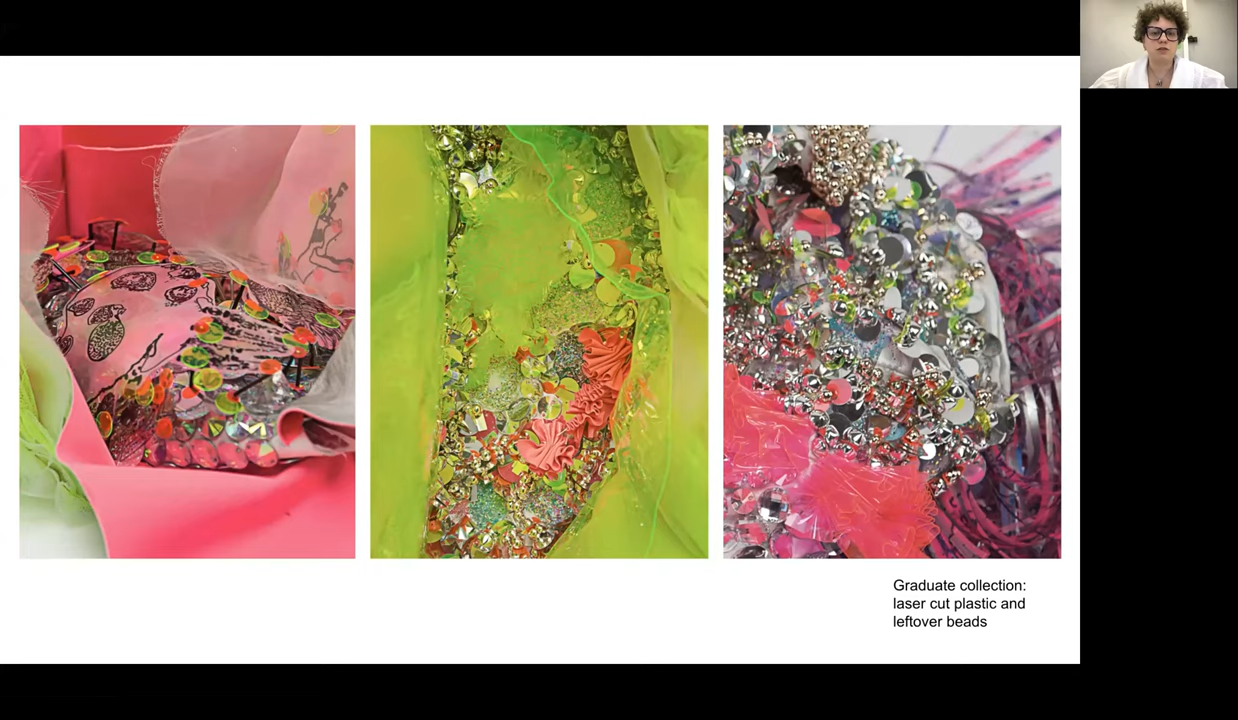 Graduate collection:
laser cut plastic and
leftover beads